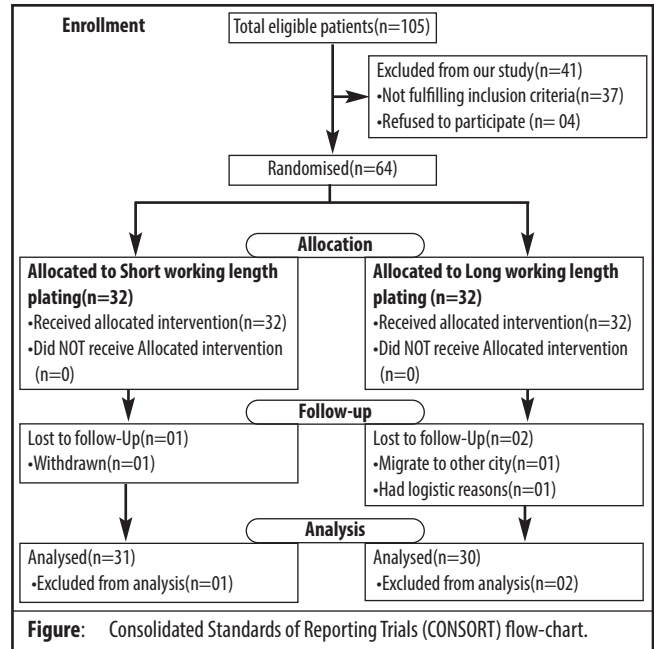 Enrollment
Total eligible patients(n=105)
Excluded from our study(n=41)
•Not fulfilling inclusion criteria(n=37)
•Refused to participate (n= 04)
Randomised(n=64)
Allocation
Allocated to Short working length
plating(n=32)
•Received allocated intervention(n=32)
•Did NOT receive Allocated intervention
(n=0)
Allocated to Long working length
plating (n=32)
•Received allocated intervention(n=32)
•Did NOT receive Allocated intervention
(n=0)
Follow-up
Lost to follow-Up(n=01)
•Withdrawn(n=01)
Lost to follow-Up(n=02)
•Migrate to other city(n=01)
•Had logistic reasons(n=01)
Analysis
Analysed(n=31)
•Excluded from analysis(n=01)
Analysed(n=30)
•Excluded from analysis(n=02)
Figure: Consolidated Standards of Reporting Trials (CONSORT) flow-chart.